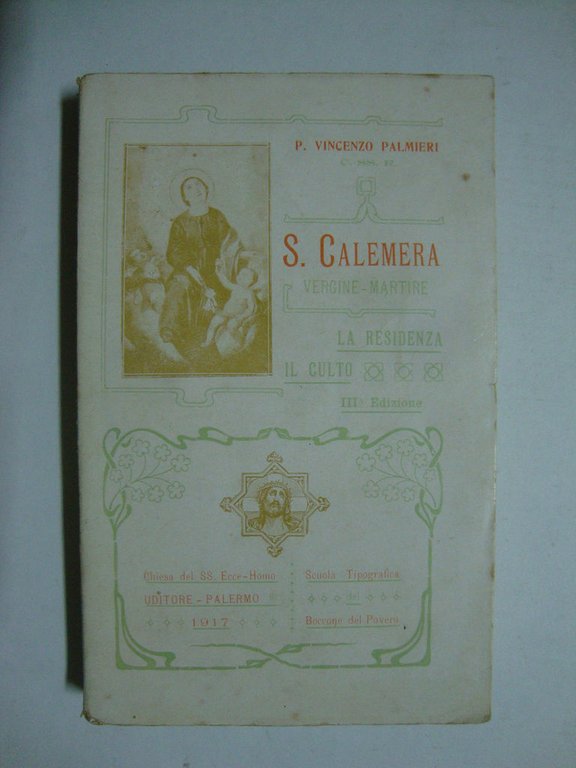 P. VINCENZO PALMIERI
C. SSR.
S. CALEMERA
VERGINE-MARTIRE
LA RESIDENZA
IL CULTO
III Edizione
Chiesa del SS. Ecce-Homo
UDITORE - PALERMO
1917
Scuola Tipografica
del
Boccone del Povero